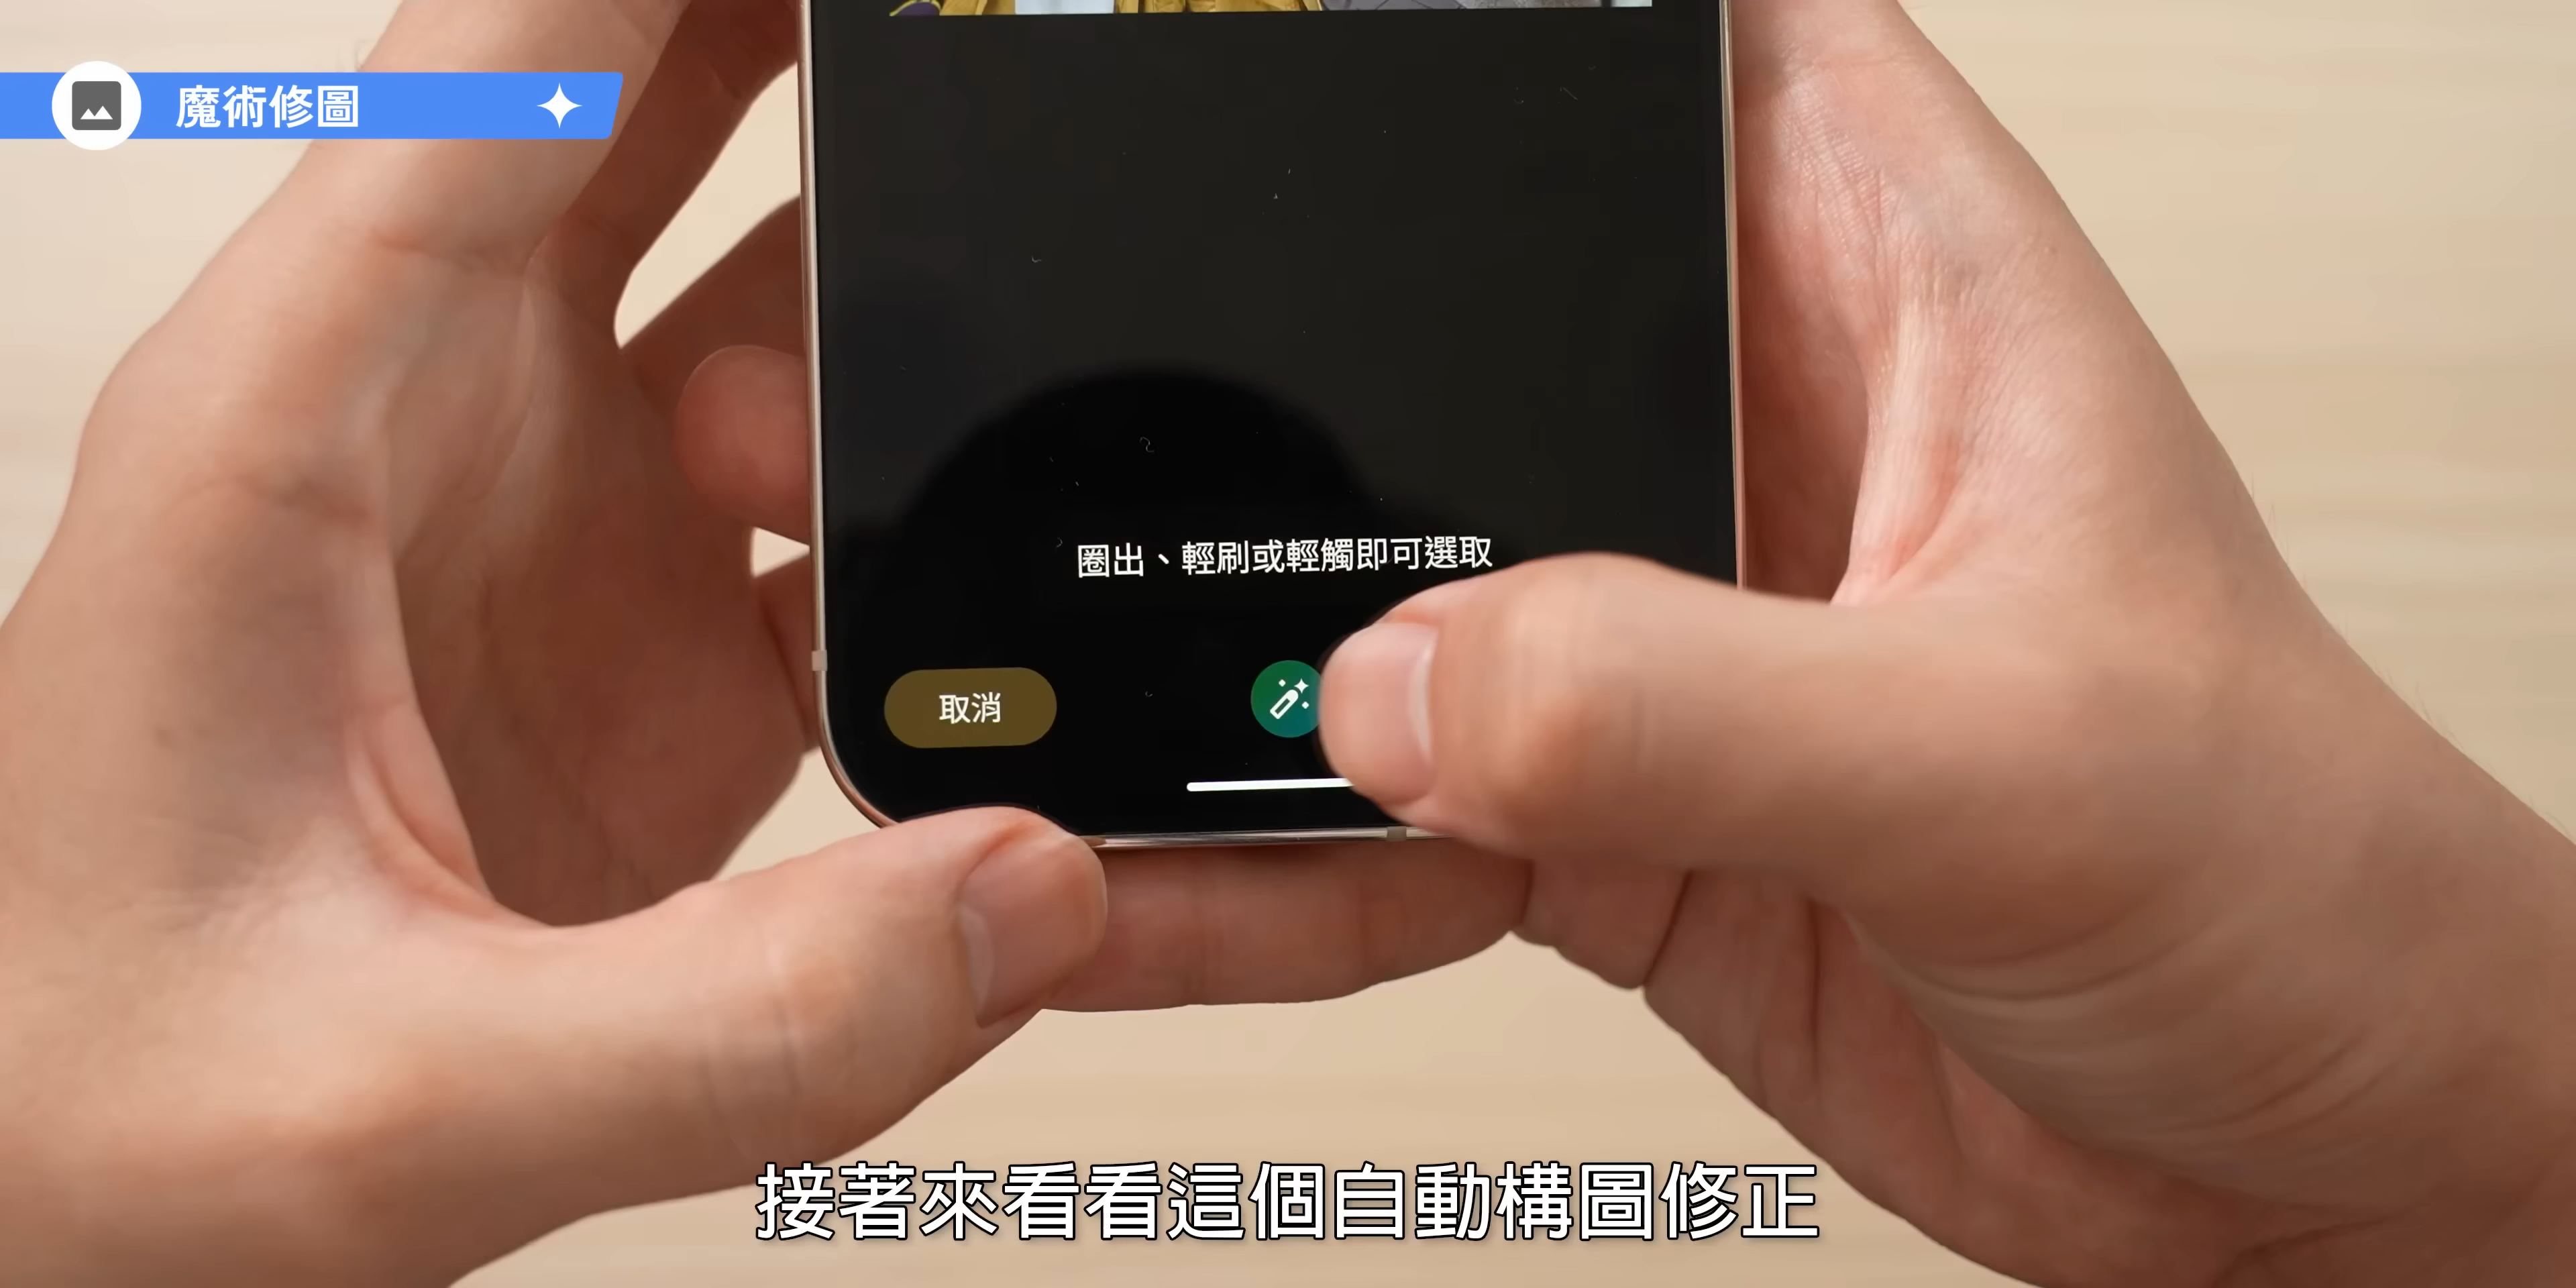 魔術修圖
圈出、輕刷或輕觸即可選取
取消
接著來看看這個自動構圖修正